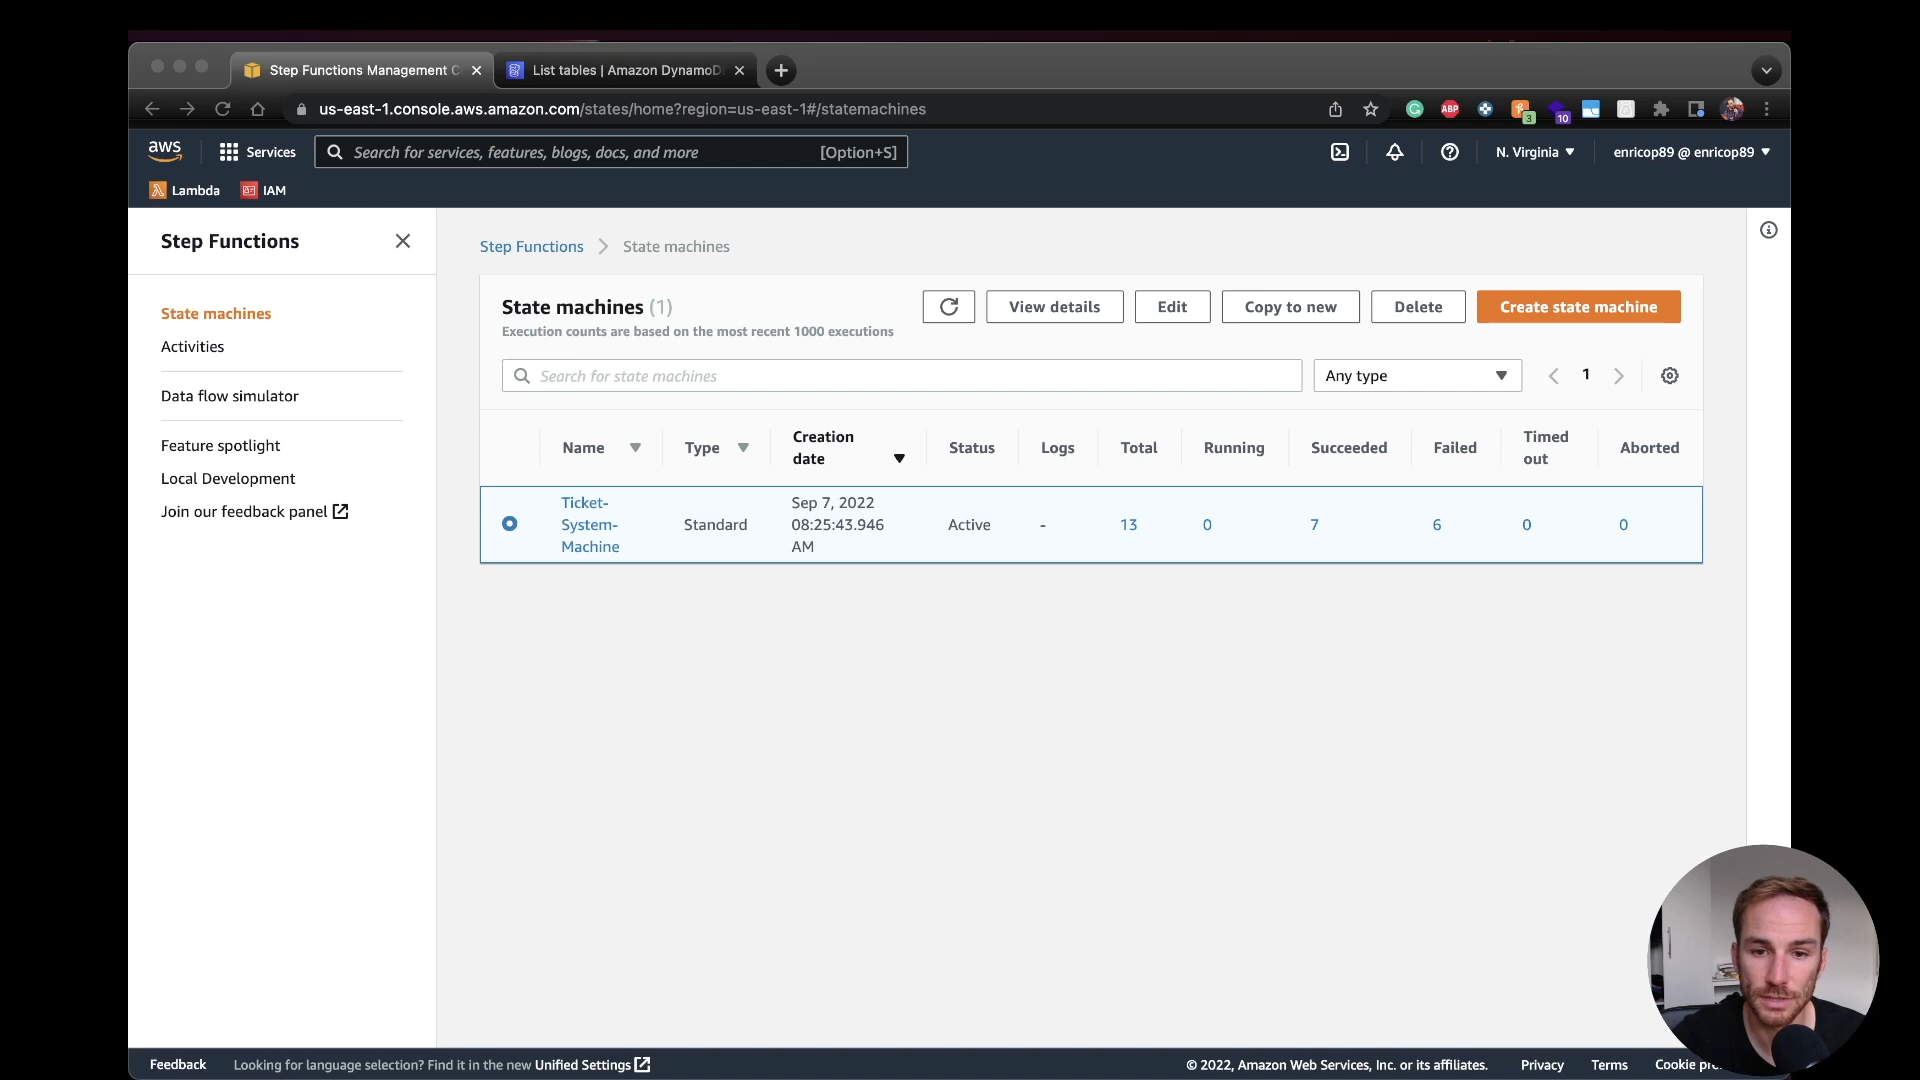 Step Functions Management C
List tables | Amazon DynamoD
us-east-1.console.aws.amazon.com/states/home?region=us-east-1#/statemachines
ABP
3
10
aws
Services
Search for services, features, blogs, docs, and more
[Option+S]
N. Virginia
enricop89 @ enricop89
Lambda
IAM
Step Functions
State machines
Activities
Data flow simulator
Feature spotlight
Local Development
Join our feedback panel
Step Functions
State machines
State machines (1)
Execution counts are based on the most recent 1000 executions
View details
Edit
Copy to new
Delete
Create state machine
Search for state machines
Any type
1
Name
Type
Creation
date
Status
Logs
Total
Running
Succeeded
Failed
Timed
out
Aborted
Ticket-
System-
Machine
Standard
Sep 7, 2022
08:25:43.946
AM
Active
-
13
0
7
6
0
0
Feedback
Looking for language selection? Find it in the new Unified Settings
© 2022, Amazon Web Services, Inc. or its affiliates.
Privacy
Terms
Cookie